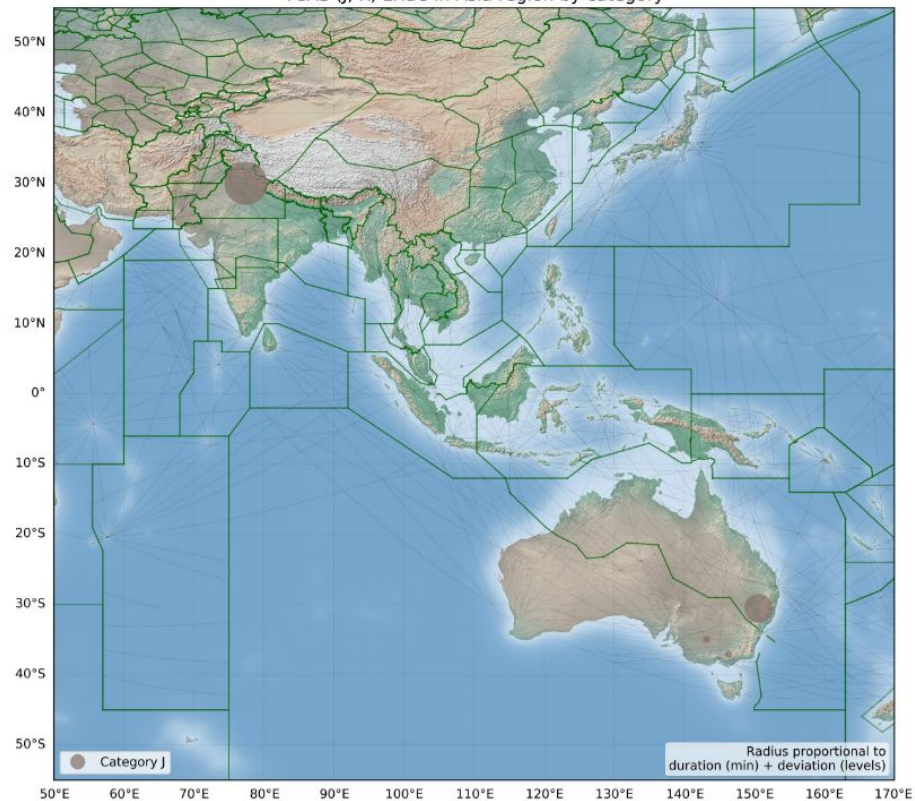 50°N
40°N
30°N
20°N
10°N
0°
10°S
20°S
30°S
40°S
50°S
Category J
Radius proportional to
duration (min) + deviation (levels)
50°E 60°E 70°E 80°E 90°E 100°E 110°E 120°E 130°E 140°E 150°E 160°E 170°E